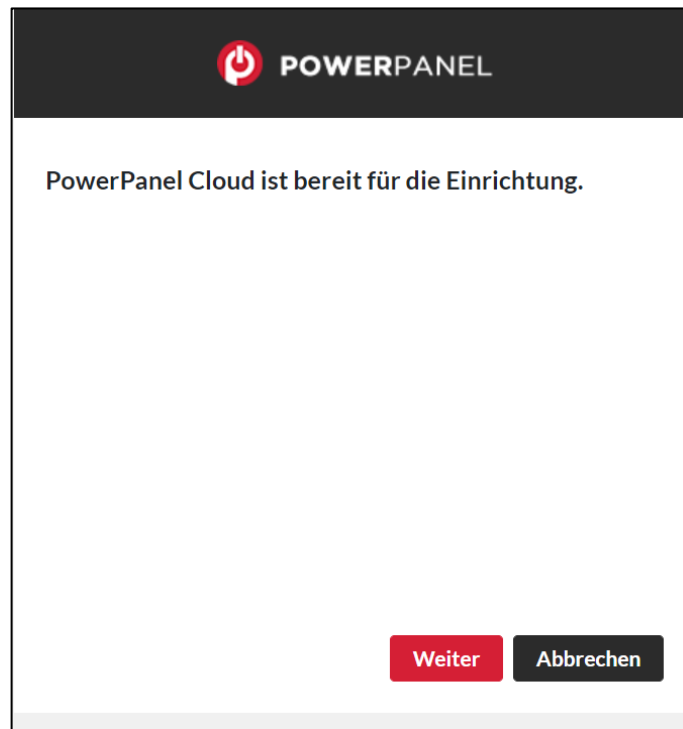 POWERPANEL
PowerPanel Cloud ist bereit für die Einrichtung.
Weiter Abbrechen